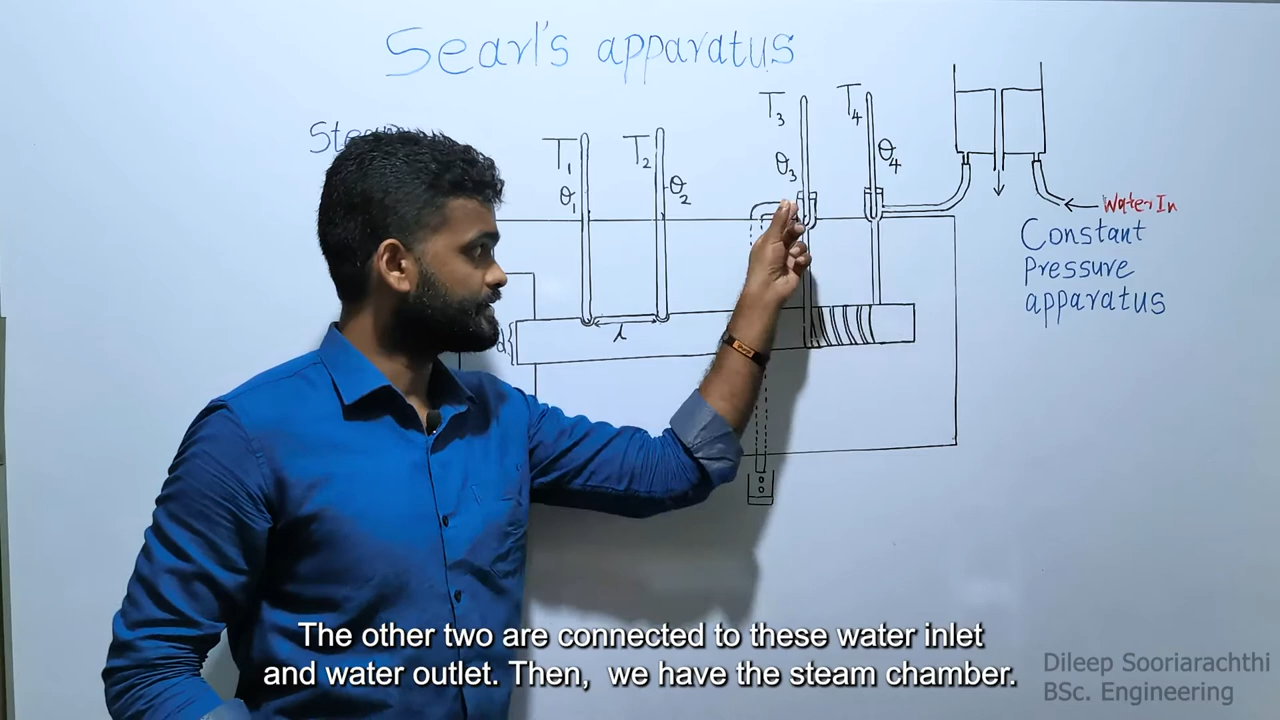 Searl's apparatus
Steam
T1
θ1
T2
θ2
T3
θ3
T4
θ4
Water In
Constant
Pressure
apparatus
d
l
The other two are connected to these water inlet
and water outlet. Then, we have the steam chamber.
Dileep Sooriarachthi
BSc. Engineering